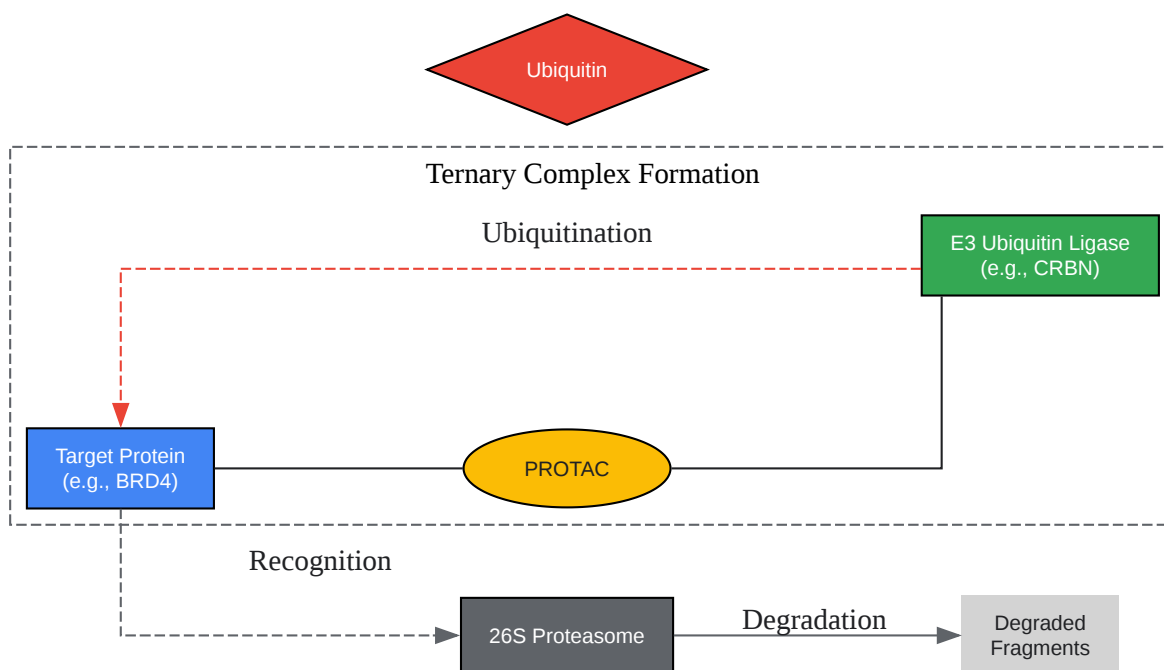 Ubiquitin
Ternary Complex Formation
Ubiquitination
E3 Ubiquitin Ligase
(e.g., CRBN)
Target Protein
(e.g., BRD4)
PROTAC
Recognition
26S Proteasome
Degradation
Degraded
Fragments